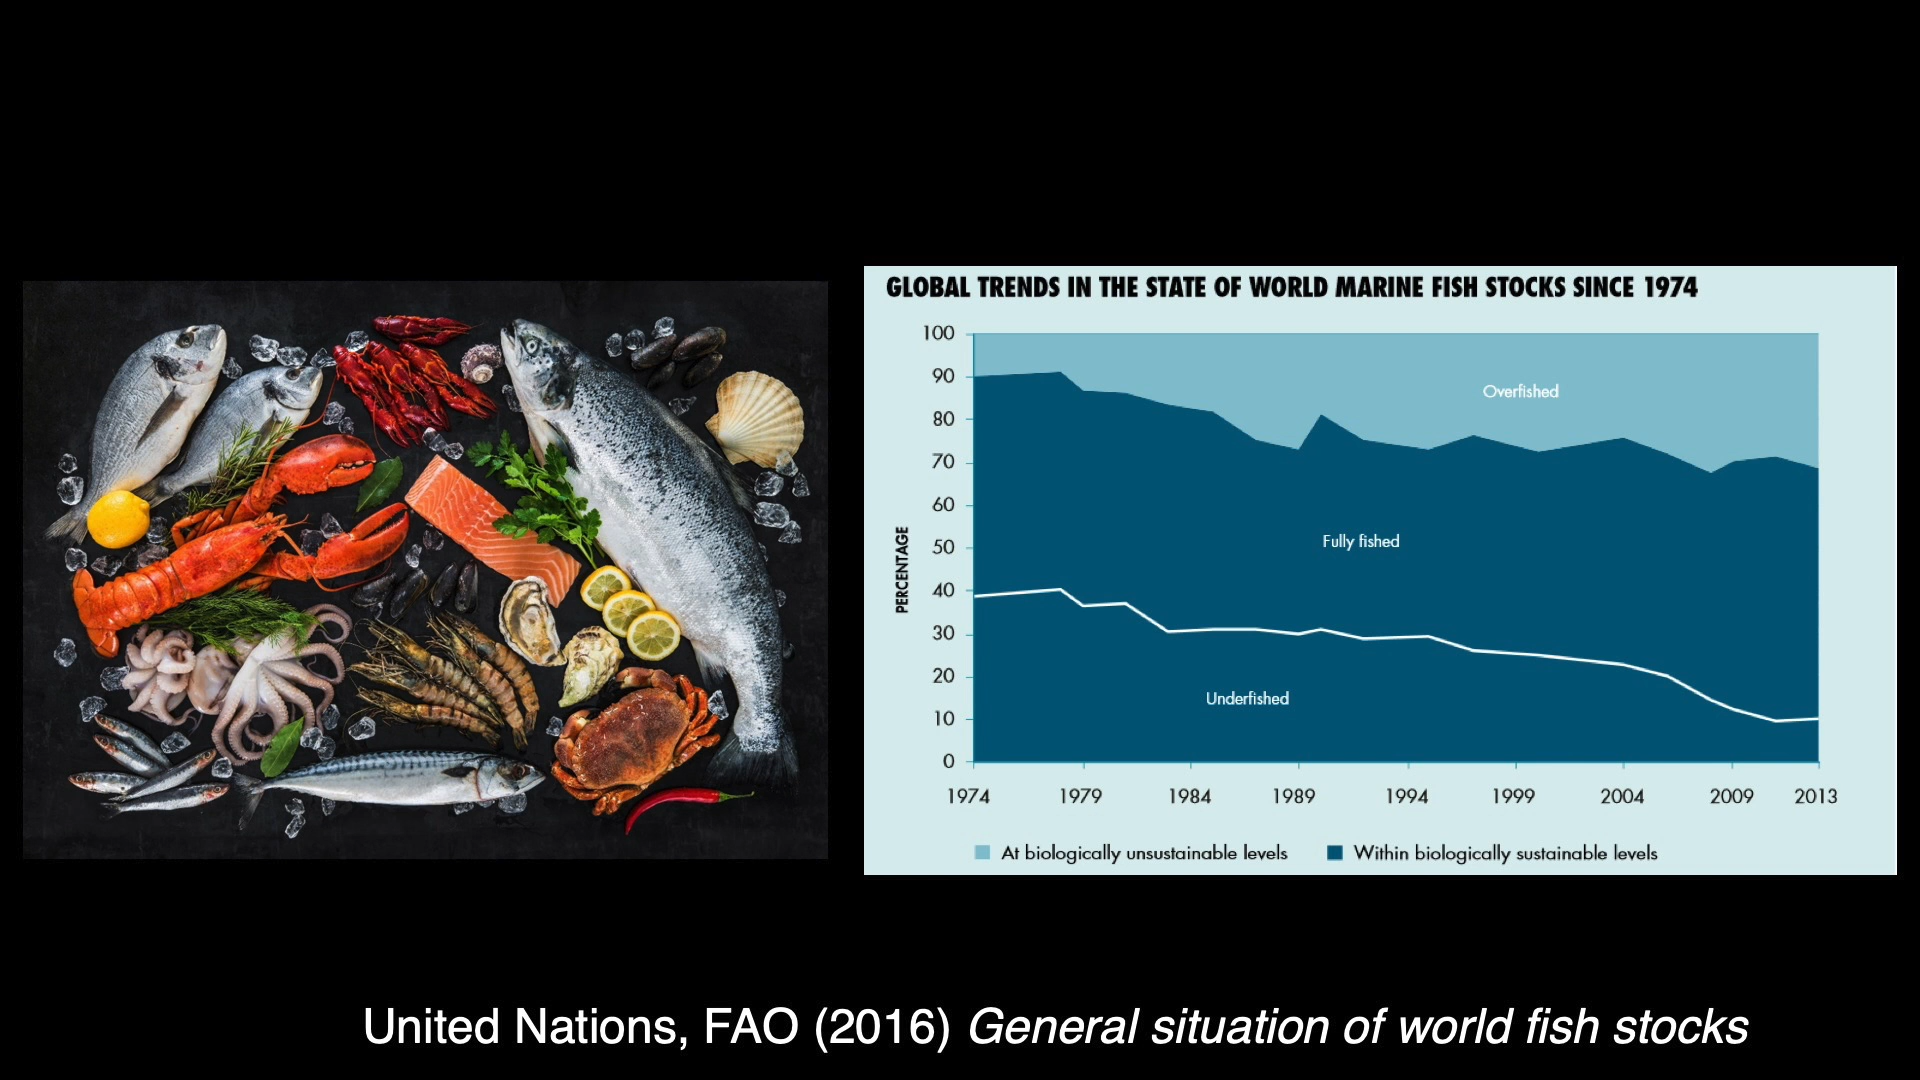 GLOBAL TRENDS IN THE STATE OF WORLD MARINE FISH STOCKS SINCE 1974
PERCENTAGE
100
90
80
70
60
50
40
30
20
10
0
Overfished
Fully fished
Underfished
1974 1979 1984 1989 1994 1999 2004 2009 2013
At biologically unsustainable levels Within biologically sustainable levels
United Nations, FAO (2016) General situation of world fish stocks